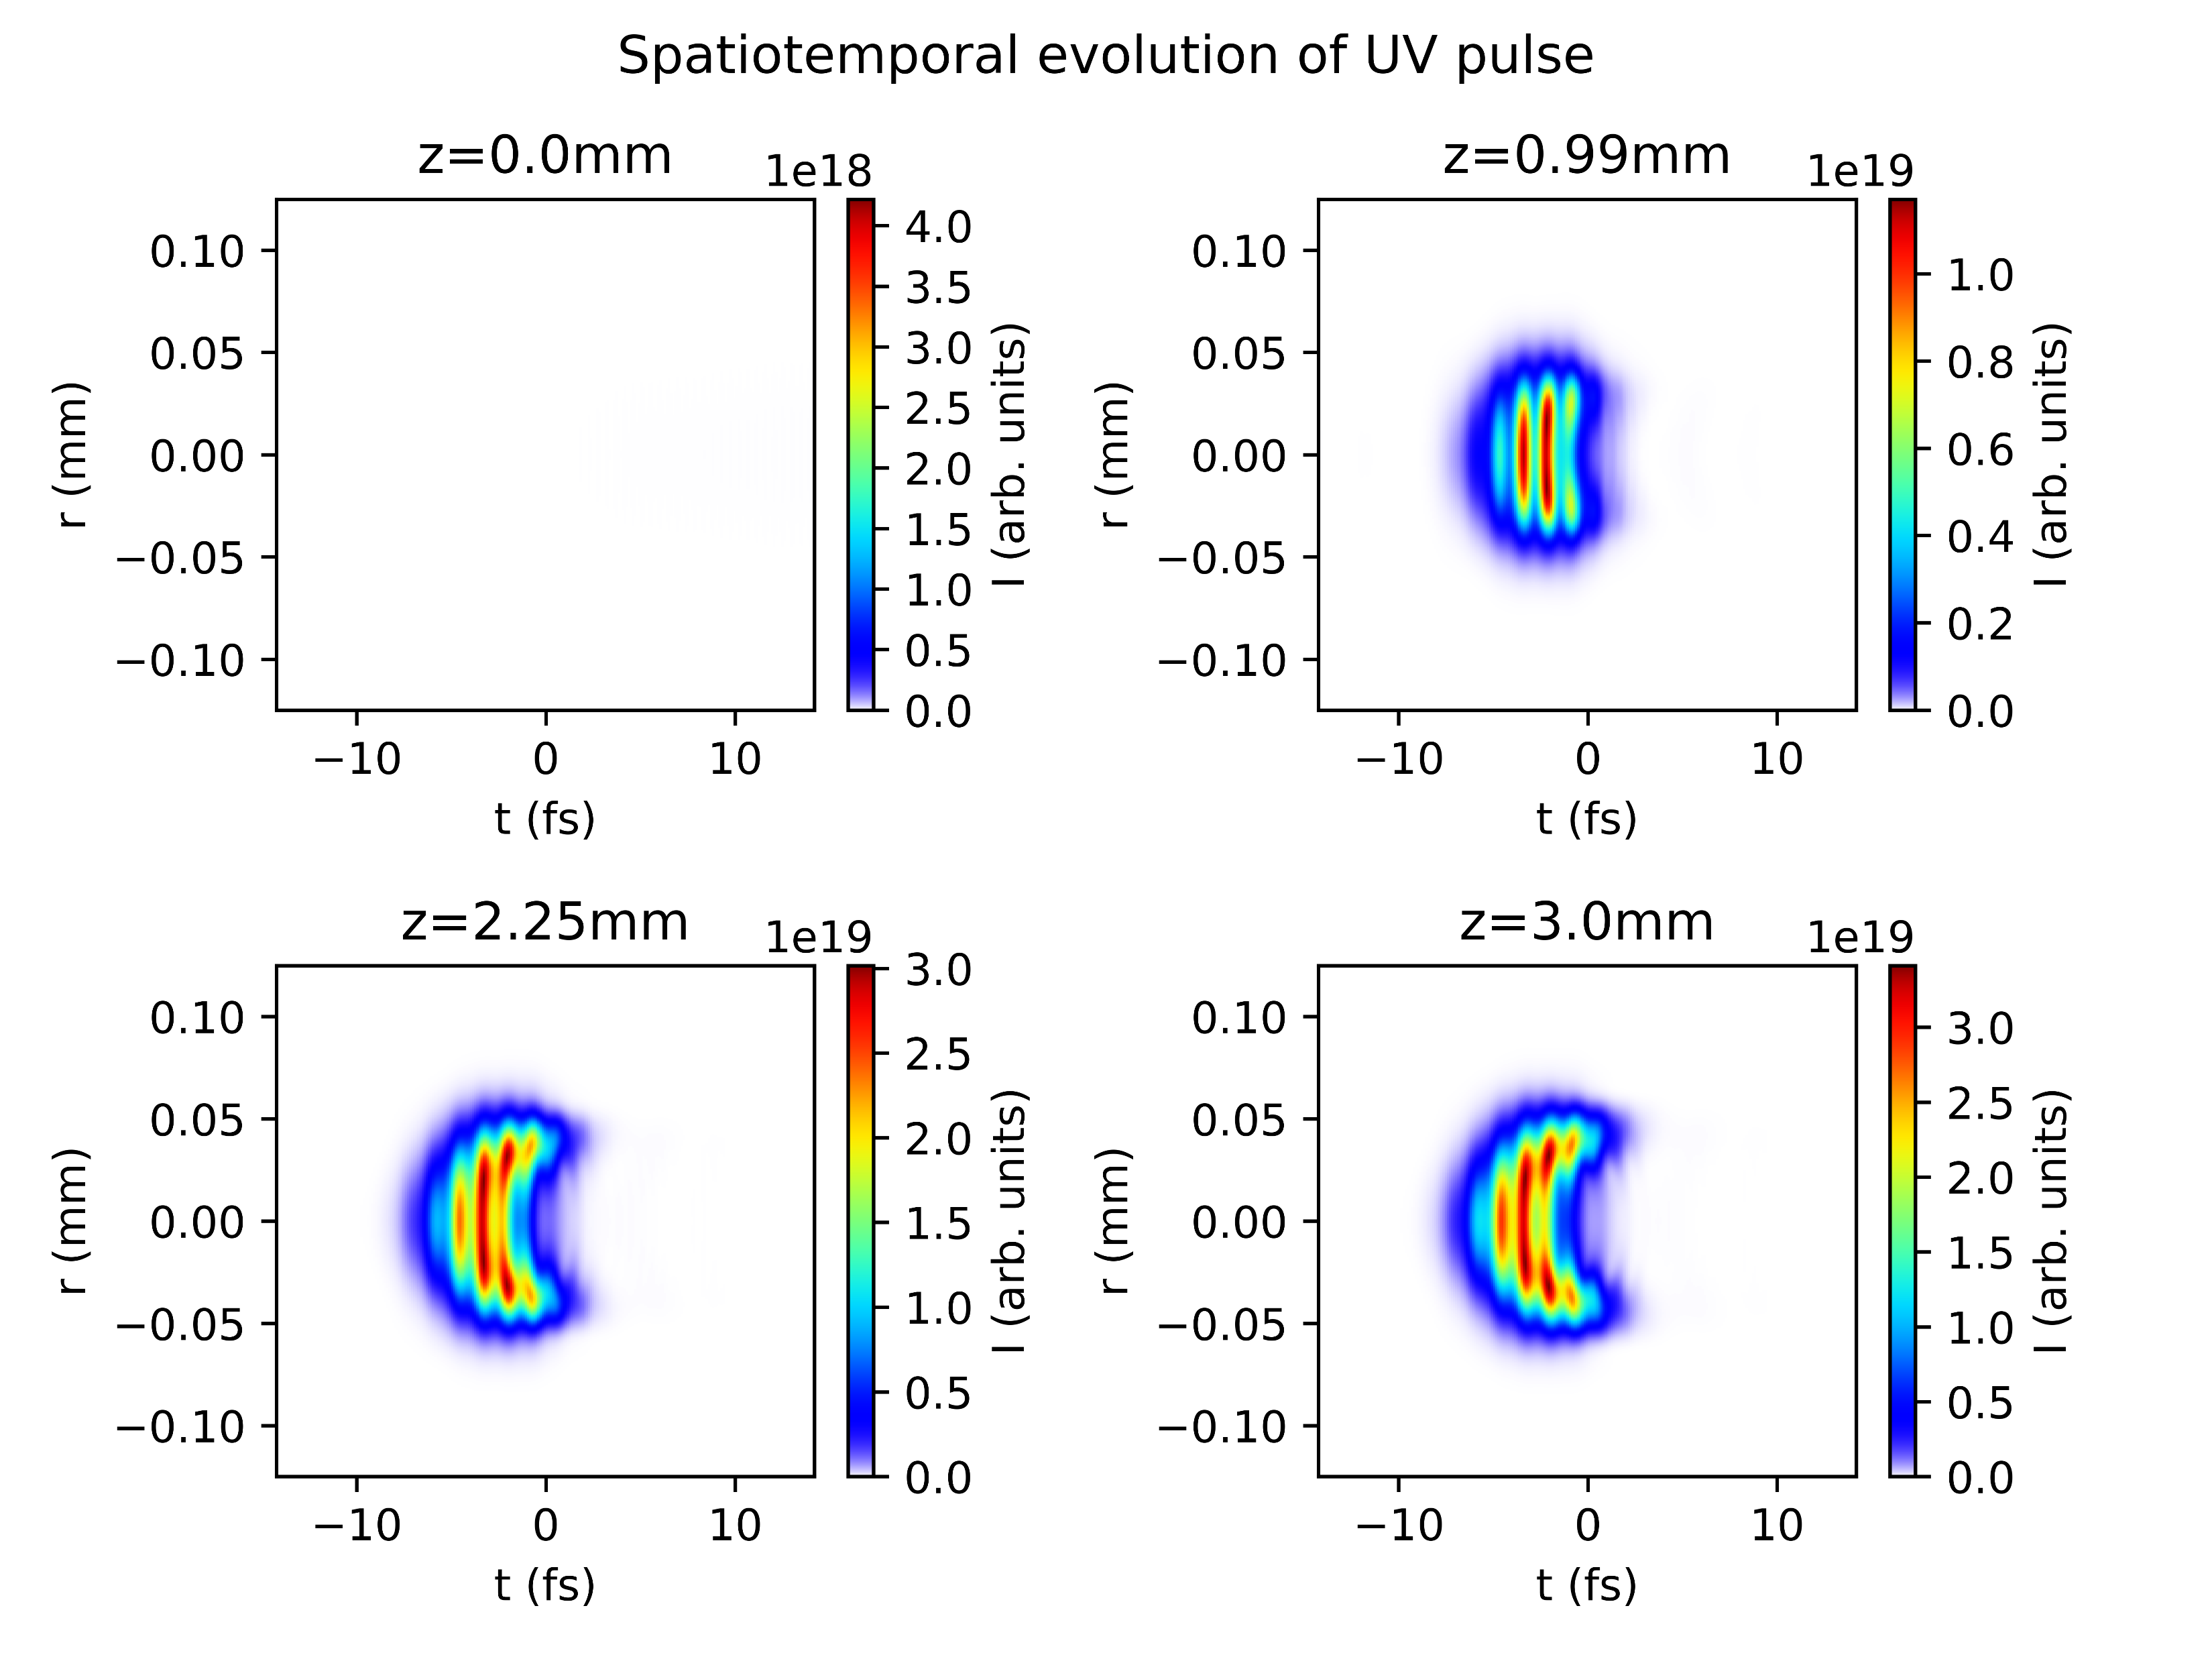 Spatiotemporal evolution of UV pulse
z=0.0mm
1e18
0.10
0.05
0.00
−0.05
−0.10
r (mm)
−10 0 10
t (fs)
4.0
3.5
3.0
2.5
2.0
1.5
1.0
0.5
0.0
I (arb. units)
z=0.99mm
1e19
0.10
0.05
0.00
−0.05
−0.10
r (mm)
−10 0 10
t (fs)
1.0
0.8
0.6
0.4
0.2
0.0
I (arb. units)
z=2.25mm
1e19
0.10
0.05
0.00
−0.05
−0.10
r (mm)
−10 0 10
t (fs)
3.0
2.5
2.0
1.5
1.0
0.5
0.0
I (arb. units)
z=3.0mm
1e19
0.10
0.05
0.00
−0.05
−0.10
r (mm)
−10 0 10
t (fs)
3.0
2.5
2.0
1.5
1.0
0.5
0.0
I (arb. units)